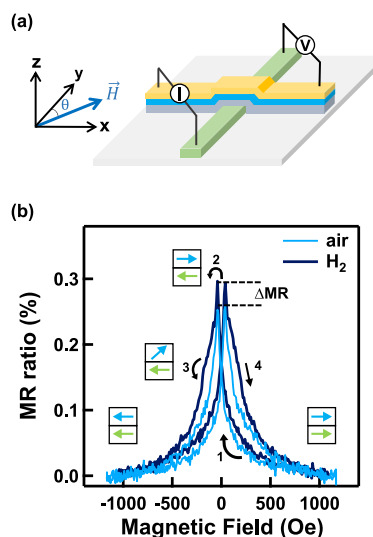 (a)
z
y
θ
H
x
I
V
(b)
air
H2
0.3
0.2
0.1
0.0
MR ratio (%)
2
ΔMR
3
4
1
-1000 -500 0 500 1000
Magnetic Field (Oe)